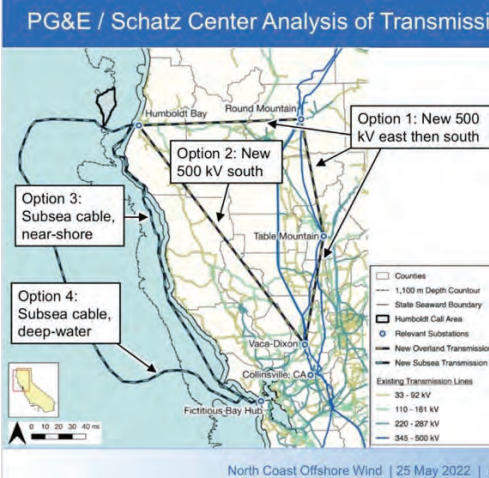 PG&E / Schatz Center Analysis of Transmissi
Humboldt Bay
Round Mountain
Option 1: New 500
kV east then south
Option 2: New
500 kV south
Option 3:
Subsea cable,
near-shore
Table Mountain
Option 4:
Subsea cable,
deep-water
Vaca-Dixon
Collinsville, CA
Fictitious Bay Hub
0 10 20 30 40 mi
Counties
1,100 m Depth Countour
State Seaward Boundary
Humboldt Call Area
Relevant Substations
New Overland Transmission
New Subsea Transmission
Existing Transmission Lines
33 - 92 kV
110 - 161 kV
220 - 287 kV
345 - 500 kV
North Coast Offshore Wind | 25 May 2022 |